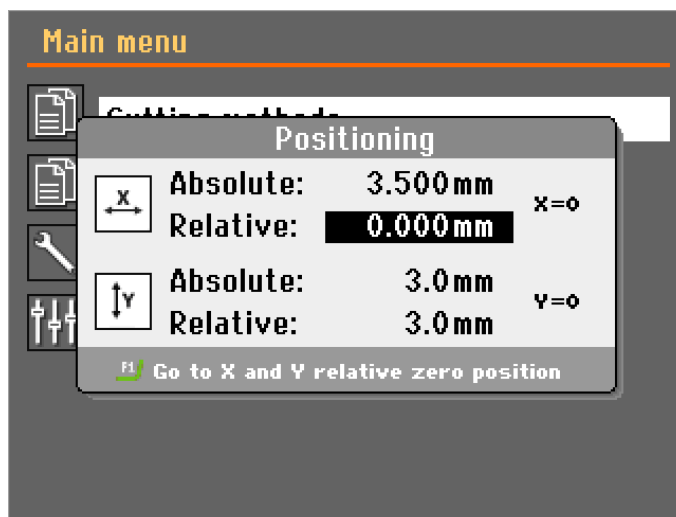 Main menu
Positioning
X
Absolute: 3.500mm
Relative: 0.000mm
X=0
Y
Absolute: 3.0mm
Relative: 3.0mm
Y=0
F1 Go to X and Y relative zero position